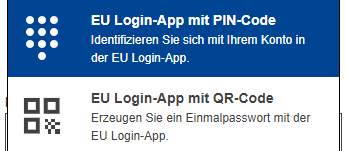 EU Login-App mit PIN-Code
Identifizieren Sie sich mit Ihrem Konto in
der EU Login-App.
EU Login-App mit QR-Code
Erzeugen Sie ein Einmalpasswort mit der
EU Login-App.